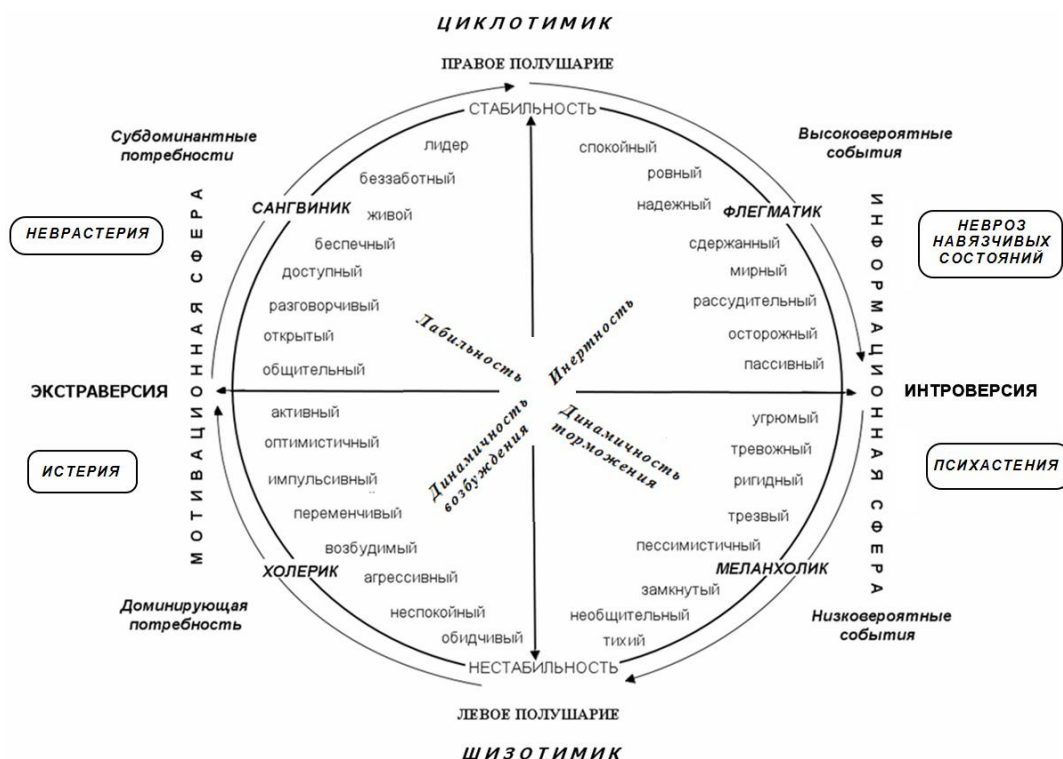 ЦИКЛОТИМИК
ПРАВОЕ ПОЛУШАРИЕ
СТАБИЛЬНОСТЬ
Субдоминантные
потребности
Высоковероятные
события
лидер
беззаботный
САНГВИНИК
живой
беспечный
доступный
разговорчивый
открытый
общительный
спокойный
ровный
надежный
ФЛЕГМАТИК
сдержанный
мирный
рассудительный
осторожный
пассивный
НЕВРАСТЕРИЯ
МОТИВАЦИОННАЯ СФЕРА
ИНФОРМАЦИОННАЯ СФЕРА
НЕВРОЗ
НАВЯЗЧИВЫХ
СОСТОЯНИЙ
Лабильность
Инертность
ЭКСТРАВЕРСИЯ
ИНТРОВЕРСИЯ
Динамичность
возбуждения
Динамичность
торможения
ИСТЕРИЯ
ПСИХАСТЕНИЯ
активный
оптимистичный
импульсивный
переменчивый
возбудимый
ХОЛЕРИК
агрессивный
неспокойный
обидчивый
угрюмый
тревожный
ригидный
трезвый
пессимистичный
МЕЛАНХОЛИК
замкнутый
необщительный
тихий
Доминирующая
потребность
Низковероятные
события
НЕСТАБИЛЬНОСТЬ
ЛЕВОЕ ПОЛУШАРИЕ
ШИЗОТИМИК